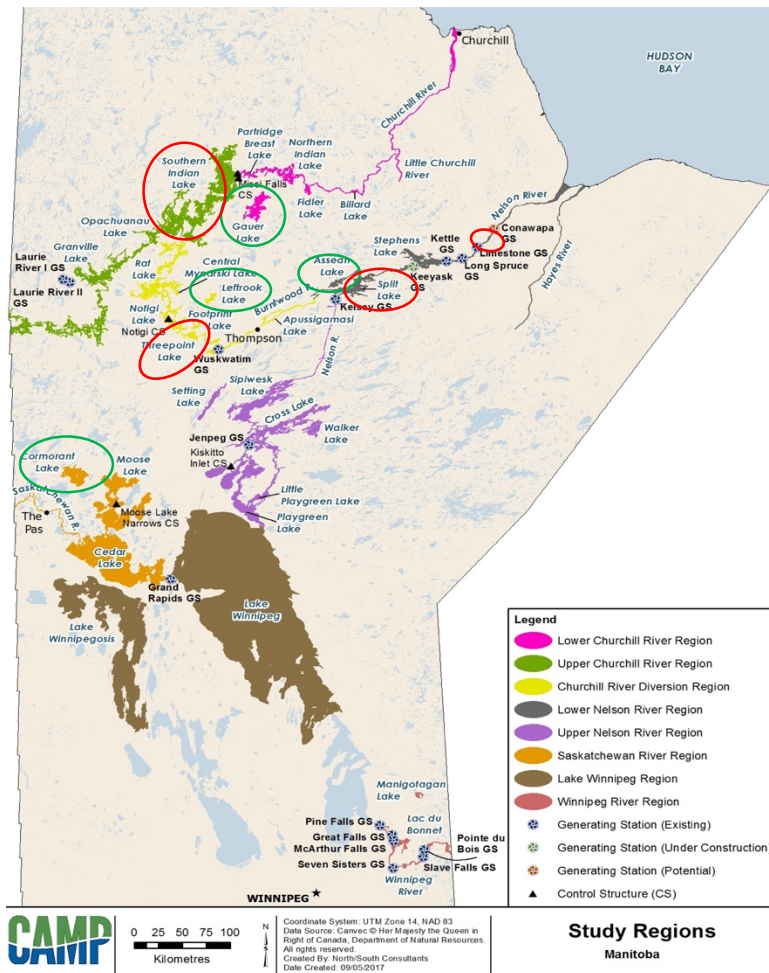 Churchill
HUDSON
BAY
Churchill River
Partridge
Breast
Lake
Northern
Indian
Lake
Missi Falls
CS
Southern
Indian
Lake
Little
Churchill
River
Fidler
Lake
Billard
Lake
Gauer
Lake
Nelson River
Opachuanau
Lake
Granville
Lake
Laurie
River I GS
Laurie River II
GS
Rat
Lake
Central
Mynarski Lake
Leftrook
Lake
Assean
Lake
Stephens
Lake
Kettle
GS
Conawapa
GS
Limestone GS
Long Spruce
GS
Keeyask
GS
Split
Lake
Hayes River
Notigi
Lake
Notigi CS
Footprint
Lake
Burntwood R.
Kelsey GS
Apussigamasi
Lake
Thompson
Threepoint
Lake
Wuskwatim
GS
Nelson R.
Setting
Lake
Sipiwesk
Lake
Cross Lake
Walker
Lake
Jenpeg GS
Kiskitto
Inlet CS
Cormorant
Lake
Moose
Lake
Saskatchewan R.
The
Pas
Moose Lake
Narrows CS
Little
Playgreen Lake
Playgreen
Lake
Cedar
Lake
Grand
Rapids GS
Lake
Winnipeg
Lake
Winnipegosis
Legend
Lower Churchill River Region
Upper Churchill River Region
Churchill River Diversion Region
Lower Nelson River Region
Upper Nelson River Region
Saskatchewan River Region
Lake Winnipeg Region
Winnipeg River Region
Generating Station (Existing)
Generating Station (Under Construction)
Generating Station (Potential)
Control Structure (CS)
Manigotagan
Lake
Pine Falls GS
Great Falls GS
McArthur Falls GS
Seven Sisters GS
Lac du
Bonnet
Pointe du
Bois GS
Slave Falls GS
Winnipeg
River
WINNIPEG
CAMP
0 20 40 60 80 100
Kilometres
N
S
Coordinate System: UTM Zone 14, NAD 83
Data Source: Canvec © Her Majesty the Queen in
Right of Canada, Department of Natural Resources.
All rights reserved.
Created By: North/South Consultants
Date Created: 09/05/2017
Study Regions
Manitoba